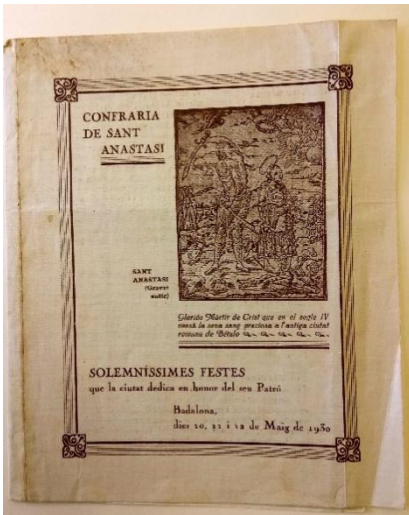 CONFRARIA
DE SANT
ANASTASI
SANT
ANASTASI
(Gravat
antic)
Gloriós Màrtir de Crist que en el segle IV
vessà la seva sang preciosa a l'antiga ciutat
romana de Bètulo
SOLEMNÍSSIMES FESTES
que la ciutat dedica en honor del seu Patró
Badalona,
dies 10, 11 i 12 de Maig de 1930